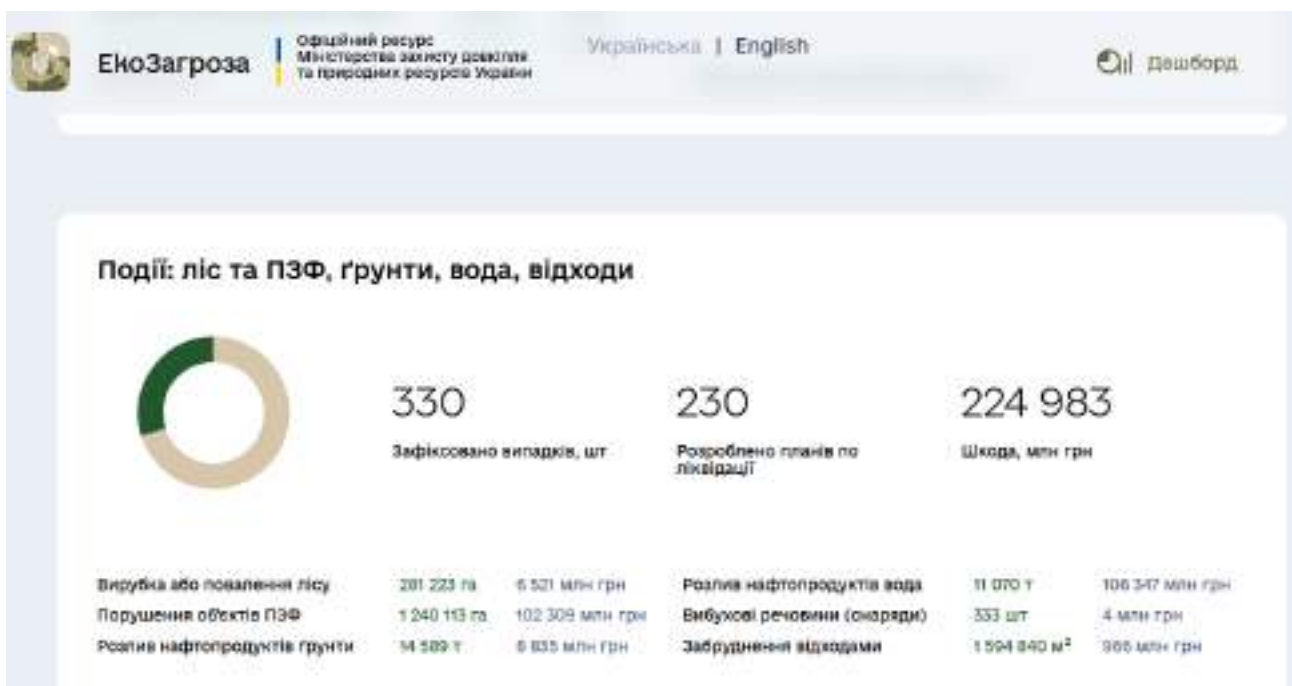 ЕкоЗагроза
Офіційний ресурс
Міністерства захисту довкілля
та природних ресурсів України
Українська | English
Дашборд
Події: ліс та ПЗФ, ґрунти, вода, відходи
330
Зафіксовано випадків, шт
230
Розроблено планів по
ліквідації
224 983
Шкода, млн грн
Вирубка або повалення лісу 281 223 га 6 521 млн грн
Порушення об'єктів ПЗФ 1 240 113 га 102 309 млн грн
Розлив нафтопродуктів ґрунти 14 589 т 6 835 млн грн
Розлив нафтопродуктів вода 11 070 т 106 347 млн грн
Вибухові речовини (снаряди) 333 шт 4 млн грн
Забруднення відходами 1 594 840 м² 966 млн грн